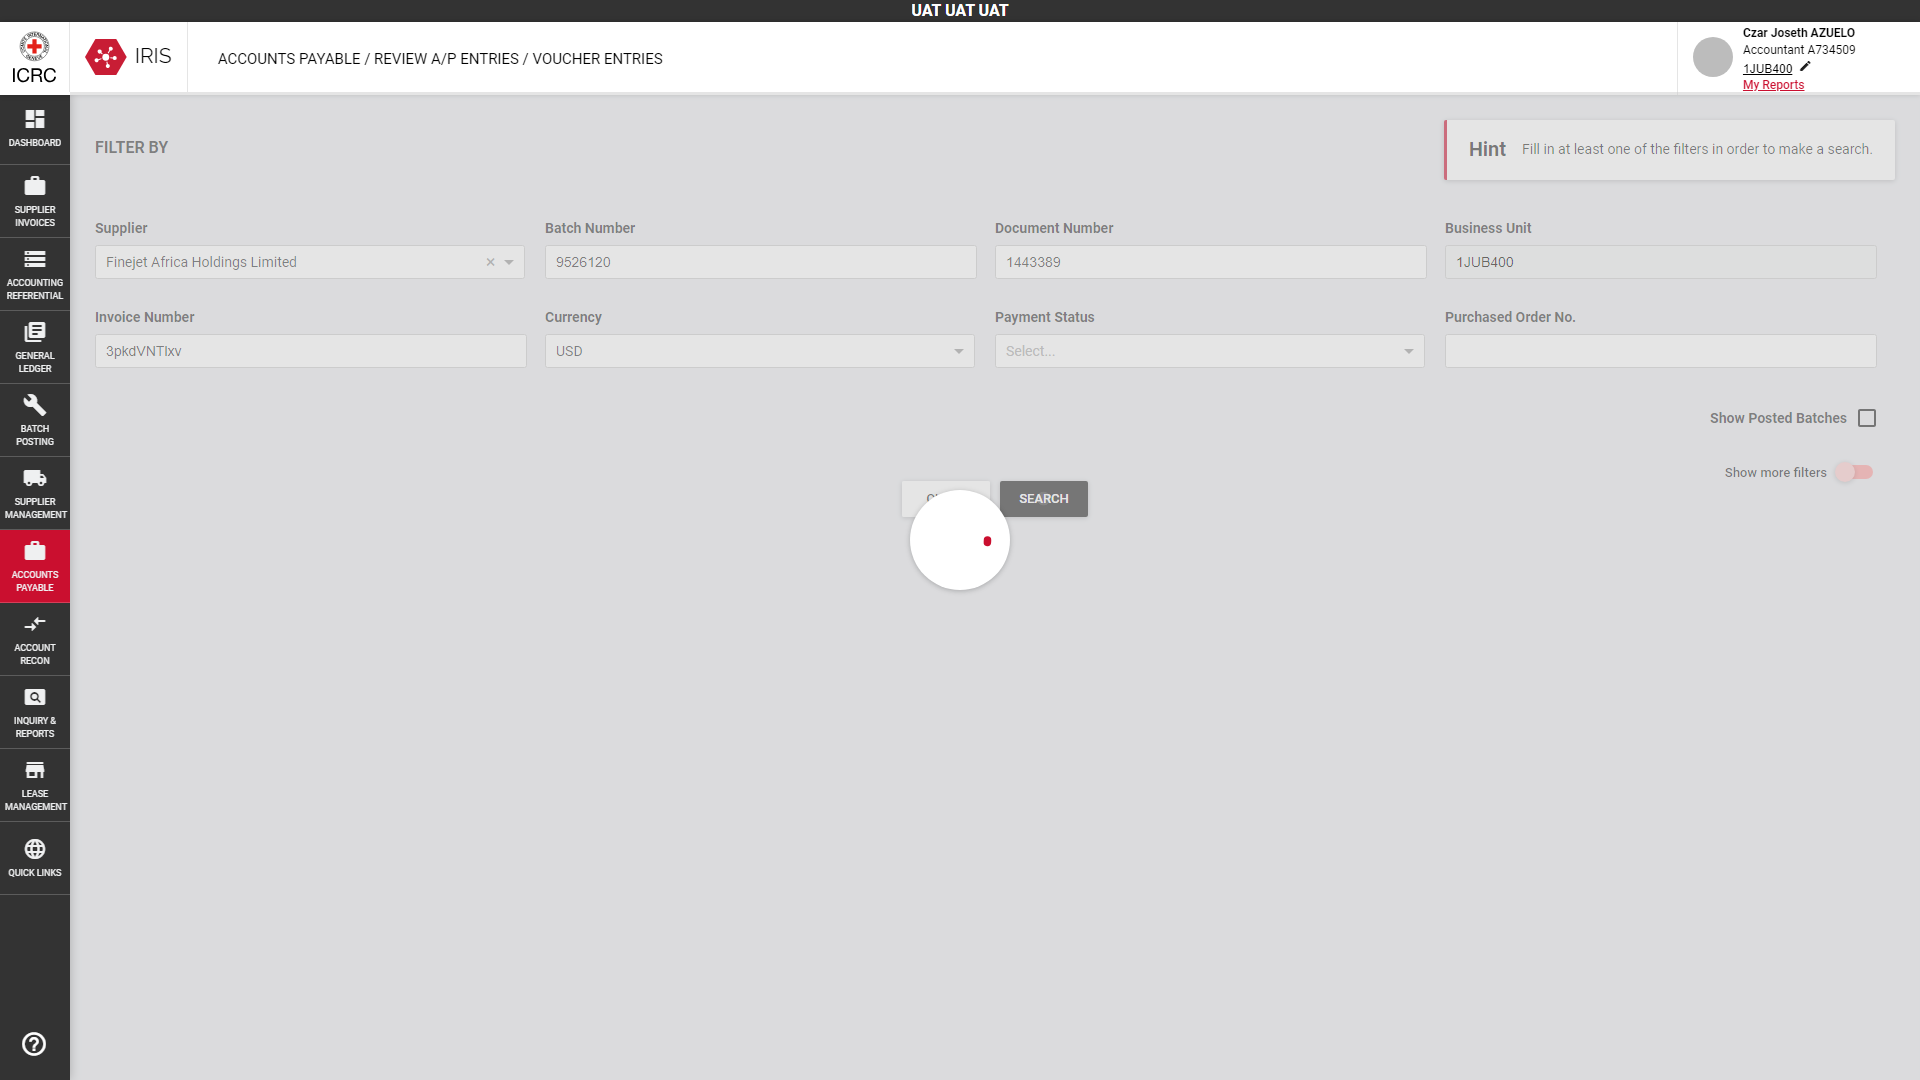 UAT UAT UAT
ICRC
IRIS
ACCOUNTS PAYABLE / REVIEW A/P ENTRIES / VOUCHER ENTRIES
Czar Joseth AZUELO
Accountant A734509
1JUB400
My Reports
DASHBOARD
SUPPLIER
INVOICES
ACCOUNTING
REFERENTIAL
GENERAL
LEDGER
BATCH
POSTING
SUPPLIER
MANAGEMENT
ACCOUNTS
PAYABLE
ACCOUNT
RECON
INQUIRY &
REPORTS
LEASE
MANAGEMENT
QUICK LINKS
FILTER BY
Hint Fill in at least one of the filters in order to make a search.
Supplier
Finejet Africa Holdings Limited
Batch Number
9526120
Document Number
1443389
Business Unit
1JUB400
Invoice Number
3pkdVNTIxv
Currency
USD
Payment Status
Select...
Purchased Order No.
Show Posted Batches
Show more filters
SEARCH